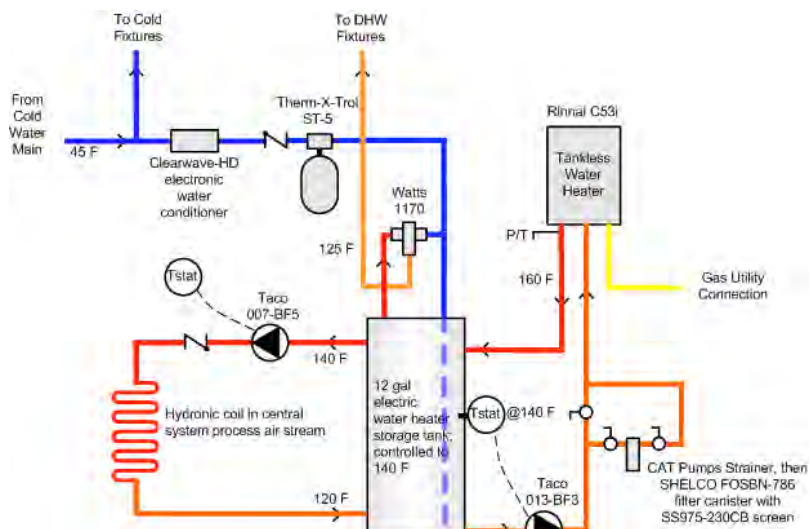 To Cold
Fixtures
To DHW
Fixtures
From
Cold
Water
Main
45 F
Clearwave-HD
electronic
water
conditioner
Therm-X-Trol
ST-5
Rinnai C53i
Tankless
Water
Heater
Watts
1170
P/T
125 F
160 F
Gas Utility
Connection
Tstat
Taco
007-BF5
140 F
12 gal
electric
water heater
storage tank;
controlled to
140 F
Tstat
@140 F
Hydronic coil in central
system process air stream
120 F
Taco
013-BF3
CAT Pumps Strainer, then
SHELCO FOSBN-786
filter canister with
SS975-230CB screen